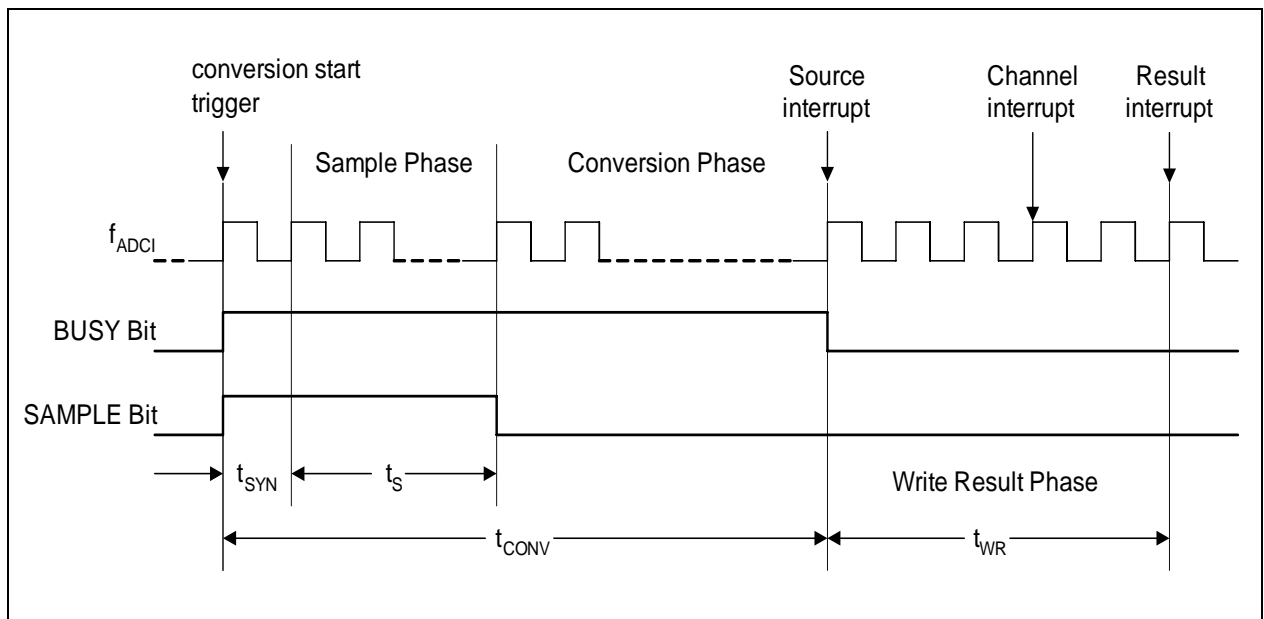 conversion start
trigger
Source
interrupt
Channel
interrupt
Result
interrupt
Sample Phase
Conversion Phase
fADCI
BUSY Bit
SAMPLE Bit
tSYN
tS
Write Result Phase
tCONV
tWR